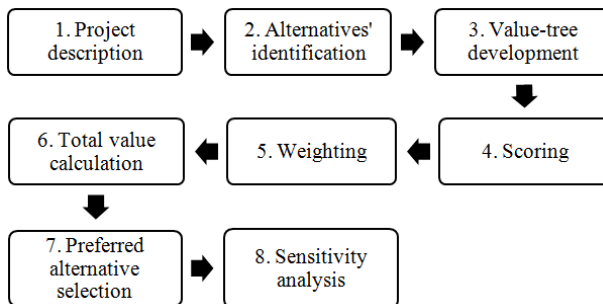 1. Project
description
2. Alternatives'
identification
3. Value-tree
development
6. Total value
calculation
5. Weighting
4. Scoring
7. Preferred
alternative
selection
8. Sensitivity
analysis